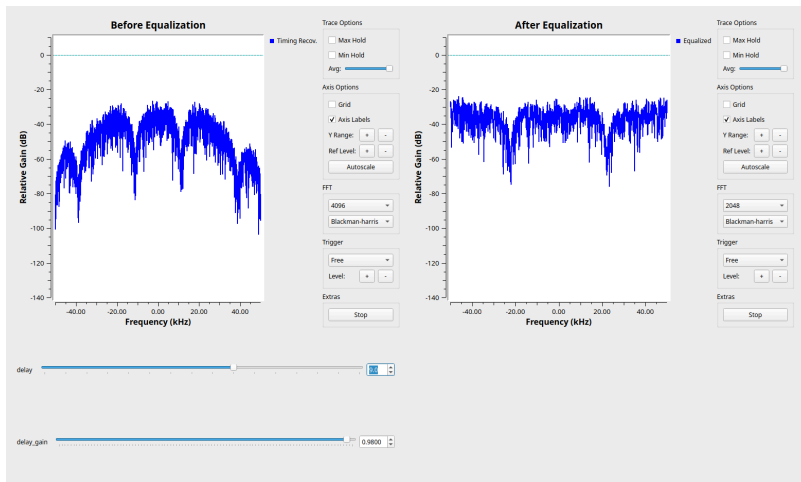 Before Equalization
Timing Recov.
0
-20
-40
-60
-80
-100
-120
-140
Relative Gain (dB)
-40.00 -20.00 0.00 20.00 40.00
Frequency (kHz)
Trace Options
Max Hold
Min Hold
Avg:
Axis Options
Grid
Axis Labels
Y Range: + -
Ref Level: + -
Autoscale
FFT
4096
Blackman-harris
Trigger
Free
Level: + -
Extras
Stop
After Equalization
Equalized
0
-20
-40
-60
-80
-100
-120
-140
Relative Gain (dB)
-40.00 -20.00 0.00 20.00 40.00
Frequency (kHz)
Trace Options
Max Hold
Min Hold
Avg:
Axis Options
Grid
Axis Labels
Y Range: + -
Ref Level: + -
Autoscale
FFT
2048
Blackman-harris
Trigger
Free
Level: + -
Extras
Stop
delay
delay_gain 0.9800